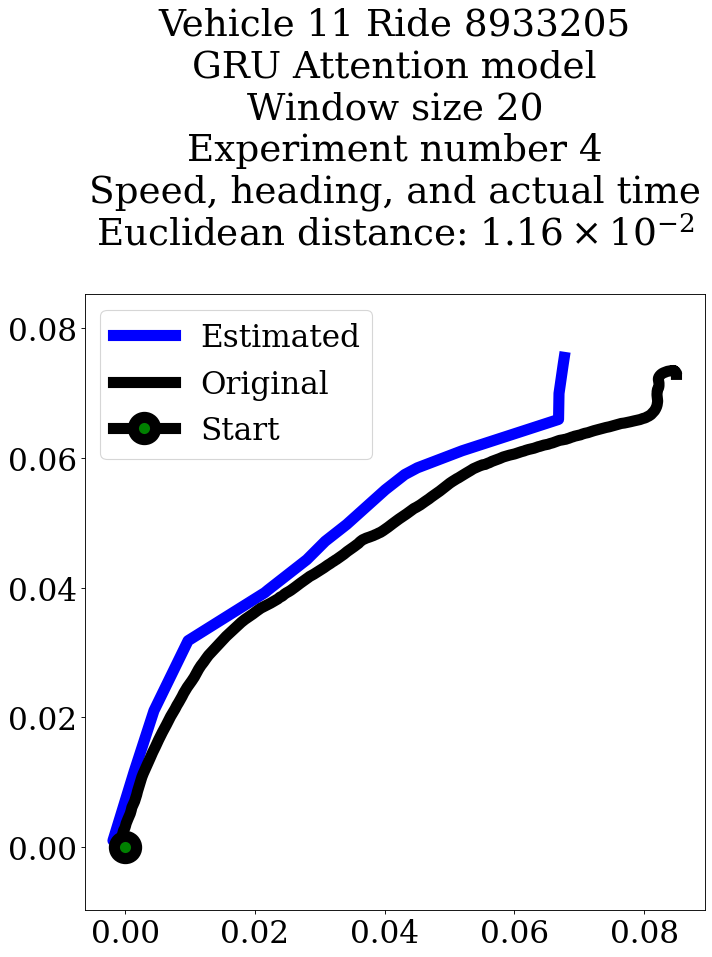 Vehicle 11 Ride 8933205
GRU Attention model
Window size 20
Experiment number 4
Speed, heading, and actual time
Euclidean distance: 1.16 × 10⁻²
0.08
0.06
0.04
0.02
0.00
Estimated
Original
Start
0.00 0.02 0.04 0.06 0.08